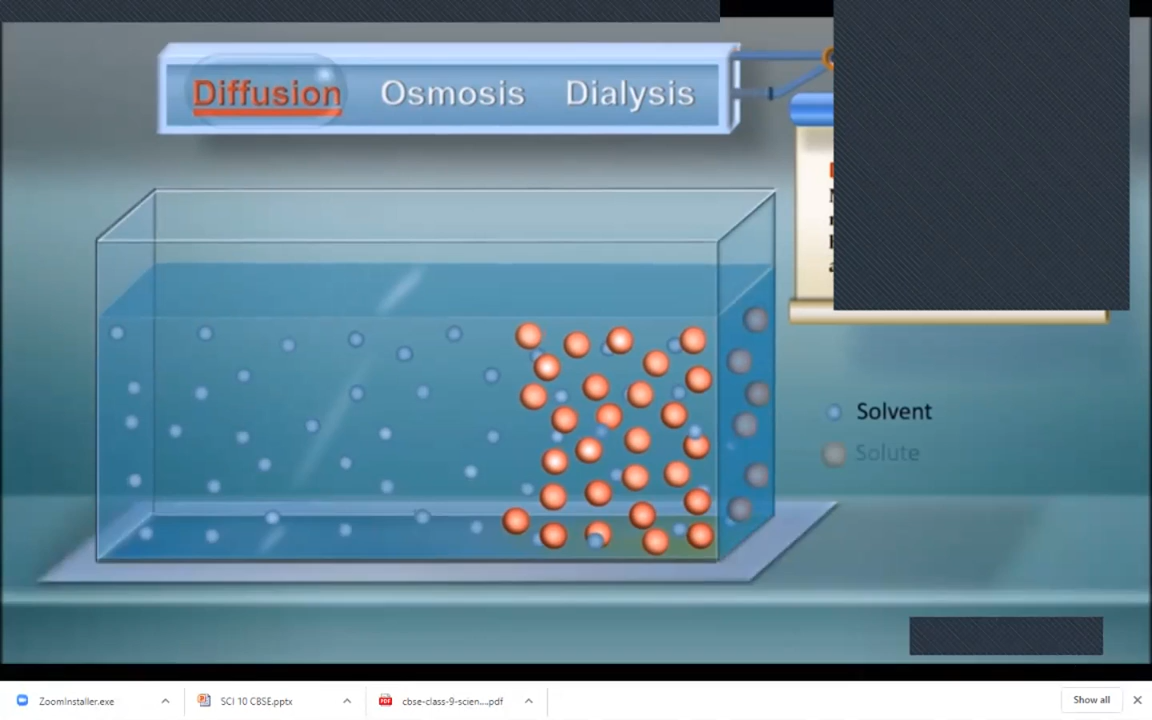 Diffusion Osmosis Dialysis
Solvent
Solute
ZoomInstaller.exe SCI 10 CBSE.pptx cbse-class-9-scien....pdf Show all